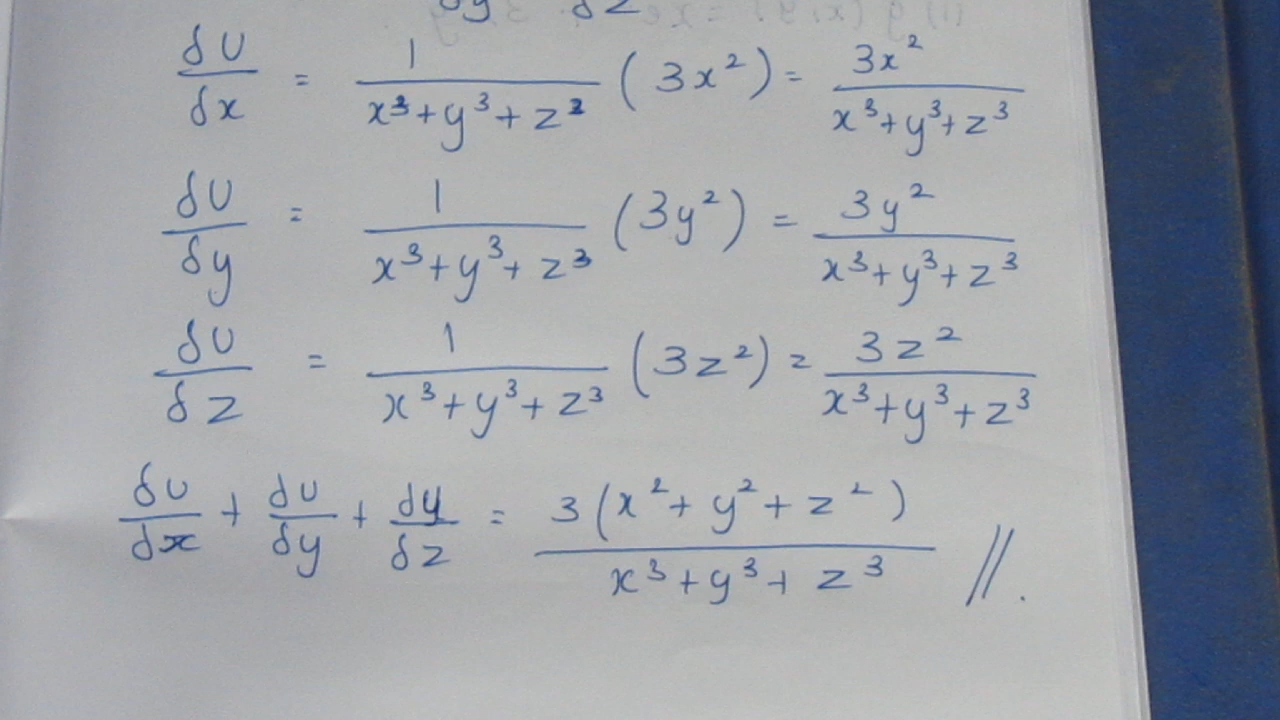 δU/δx = 1/(x³+y³+z³) (3x²) = 3x²/(x³+y³+z³)
δU/δy = 1/(x³+y³+z³) (3y²) = 3y²/(x³+y³+z³)
δU/δz = 1/(x³+y³+z³) (3z²) = 3z²/(x³+y³+z³)
δU/δx + δU/δy + δy/δz = 3(x²+y²+z²)/(x³+y³+z³) //.